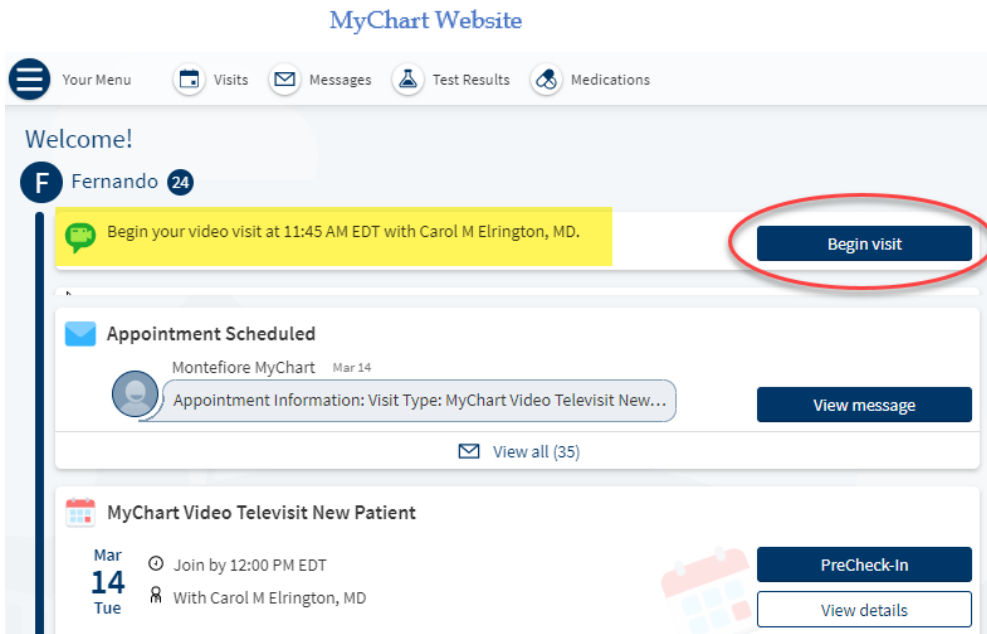 MyChart Website
Your Menu Visits Messages Test Results Medications
Welcome!
F Fernando 24
Begin your video visit at 11:45 AM EDT with Carol M Elrington, MD.
Begin visit
Appointment Scheduled
Montefiore MyChart Mar 14
Appointment Information: Visit Type: MyChart Video Televisit New...
View message
View all (35)
MyChart Video Televisit New Patient
Mar
14
Tue
Join by 12:00 PM EDT
With Carol M Elrington, MD
PreCheck-In
View details